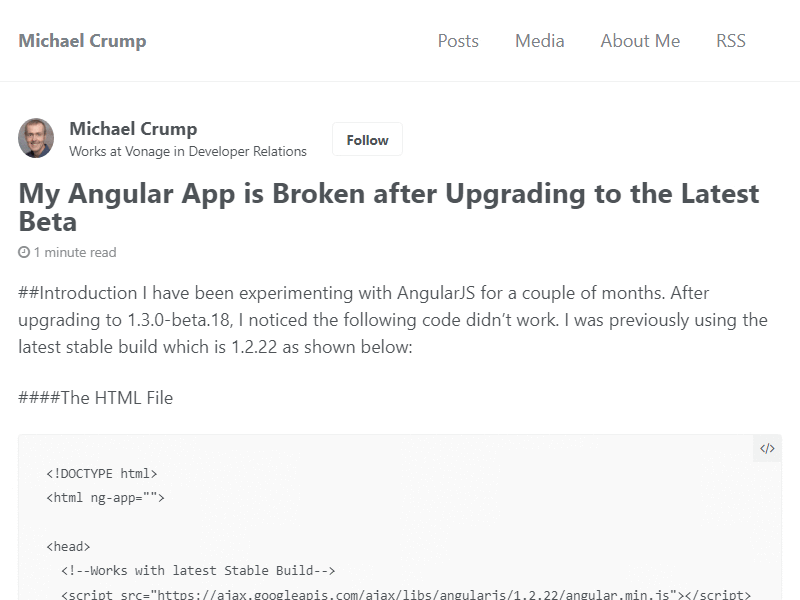 Michael Crump
Posts
Media
About Me
RSS
Michael Crump
Works at Vonage in Developer Relations
Follow
My Angular App is Broken after Upgrading to the Latest
Beta
1 minute read
##Introduction I have been experimenting with AngularJS for a couple of months. After
upgrading to 1.3.0-beta.18, I noticed the following code didn’t work. I was previously using the
latest stable build which is 1.2.22 as shown below:
####The HTML File
</>
<!DOCTYPE html>
<html ng-app="">
<head>
<!--Works with latest Stable Build-->
<script src="https://ajax.googleapis.com/ajax/libs/angularjs/1.2.22/angular.min.js"></script>